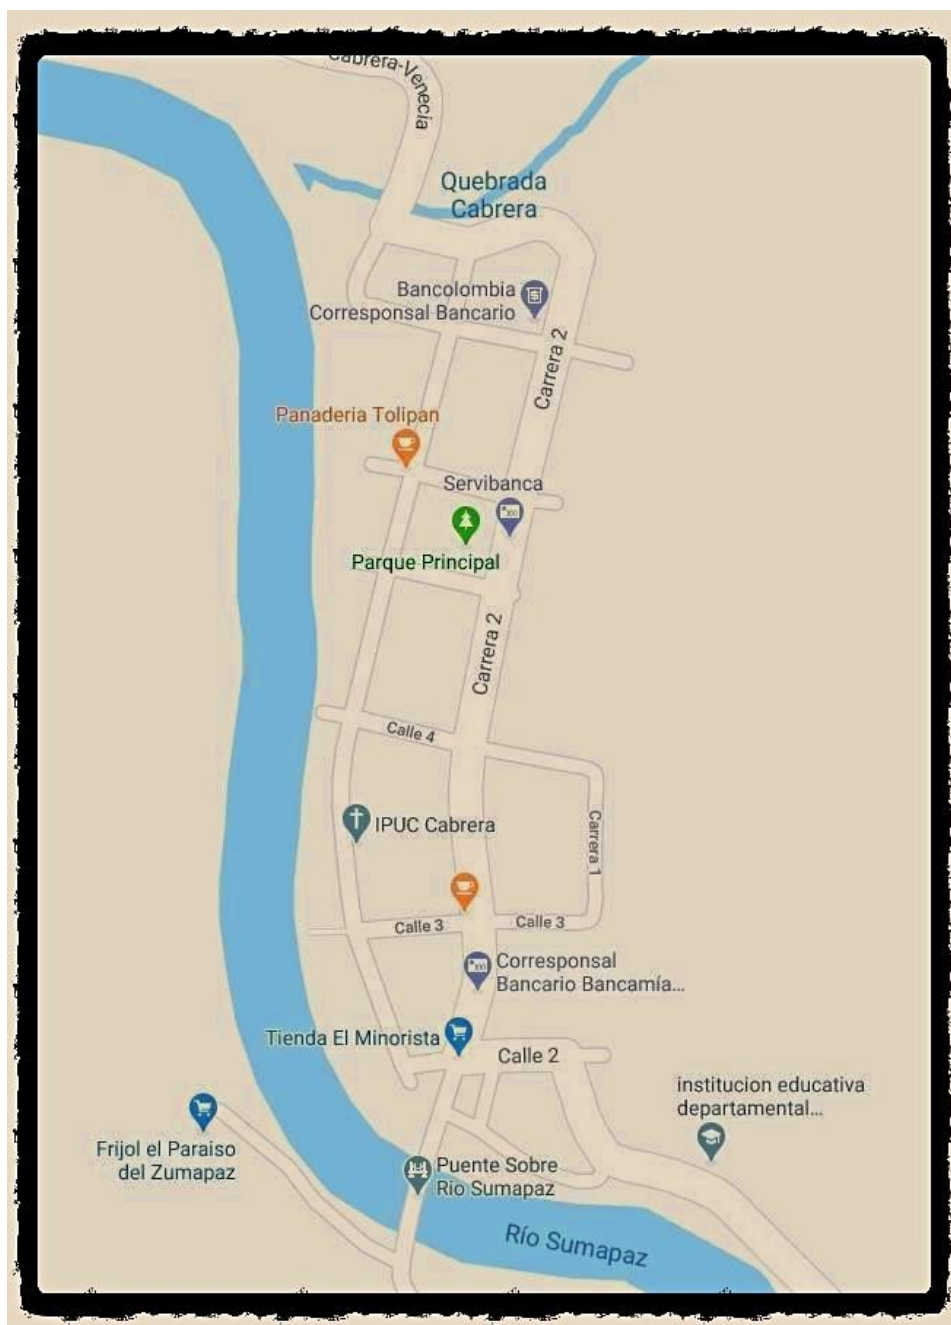 Cabrera-Venecia
Quebrada
Cabrera
Bancolombia
Corresponsal Bancario
Carrera 2
Panaderia Tolipan
Servibanca
Parque Principal
Carrera 2
Calle 4
IPUC Cabrera
Carrera 1
Calle 3
Calle 3
Corresponsal
Bancario Bancamía...
Tienda El Minorista
Calle 2
institucion educativa
departamental...
Frijol el Paraiso
del Zumapaz
Puente Sobre
Rio Sumapaz
Río Sumapaz